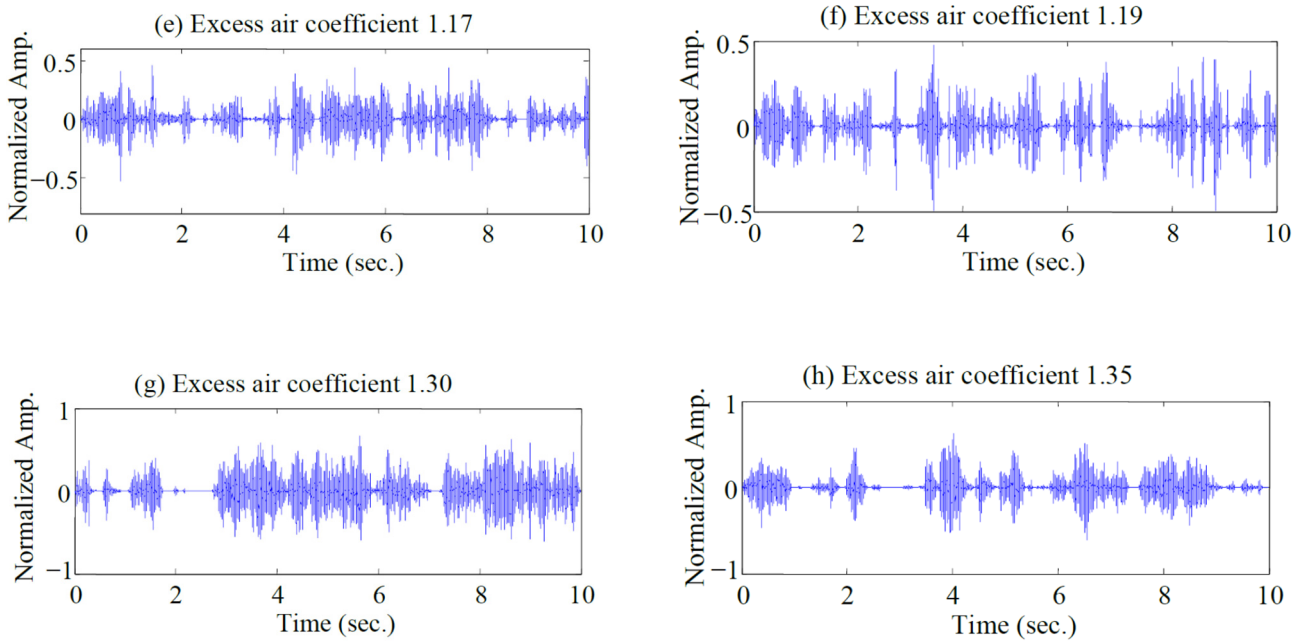 (e) Excess air coefficient 1.17
Normalized Amp.
0.5
0
−0.5
0 2 4 6 8 10
Time (sec.)
(f) Excess air coefficient 1.19
Normalized Amp.
0.5
0
−0.5
0 2 4 6 8 10
Time (sec.)
(g) Excess air coefficient 1.30
Normalized Amp.
1
0
−1
0 2 4 6 8 10
Time (sec.)
(h) Excess air coefficient 1.35
Normalized Amp.
1
0
−1
0 2 4 6 8 10
Time (sec.)